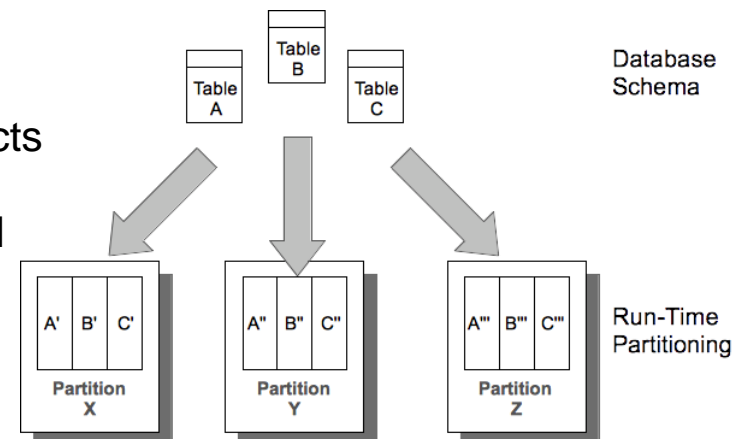 Table
B
Table
A
Table
C
Database
Schema
cts
A' B' C'
Partition
X
A'' B'' C''
Partition
Y
A''' B''' C'''
Partition
Z
Run-Time
Partitioning